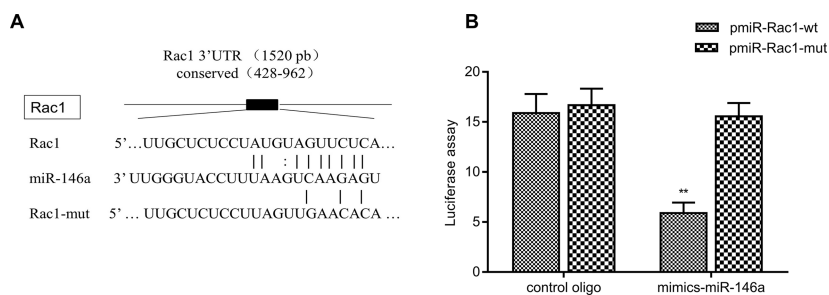 A
Rac1 3’UTR （1520 pb）
conserved（428-962）
Rac1
Rac1 5’…UUGCUCUCCUAUGUAGUUCUCA…
miR-146a 3’UUGGGUACCUUUAAGUCAAGAGU
Rac1-mut 5’… UUGCUCUCCUUAGUUGAACACA …
B
pmiR-Rac1-wt
pmiR-Rac1-mut
Luciferase assay
20
15
10
5
0
**
control oligo
mimics-miR-146a